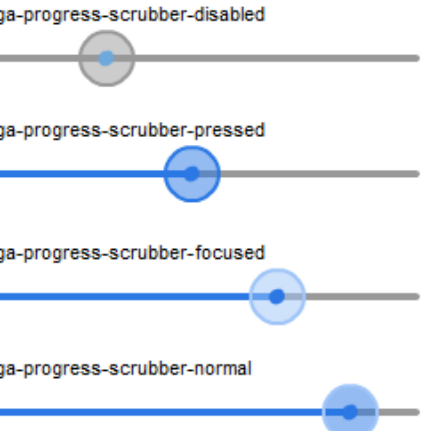 ga-progress-scrubber-disabled
ga-progress-scrubber-pressed
ga-progress-scrubber-focused
ga-progress-scrubber-normal